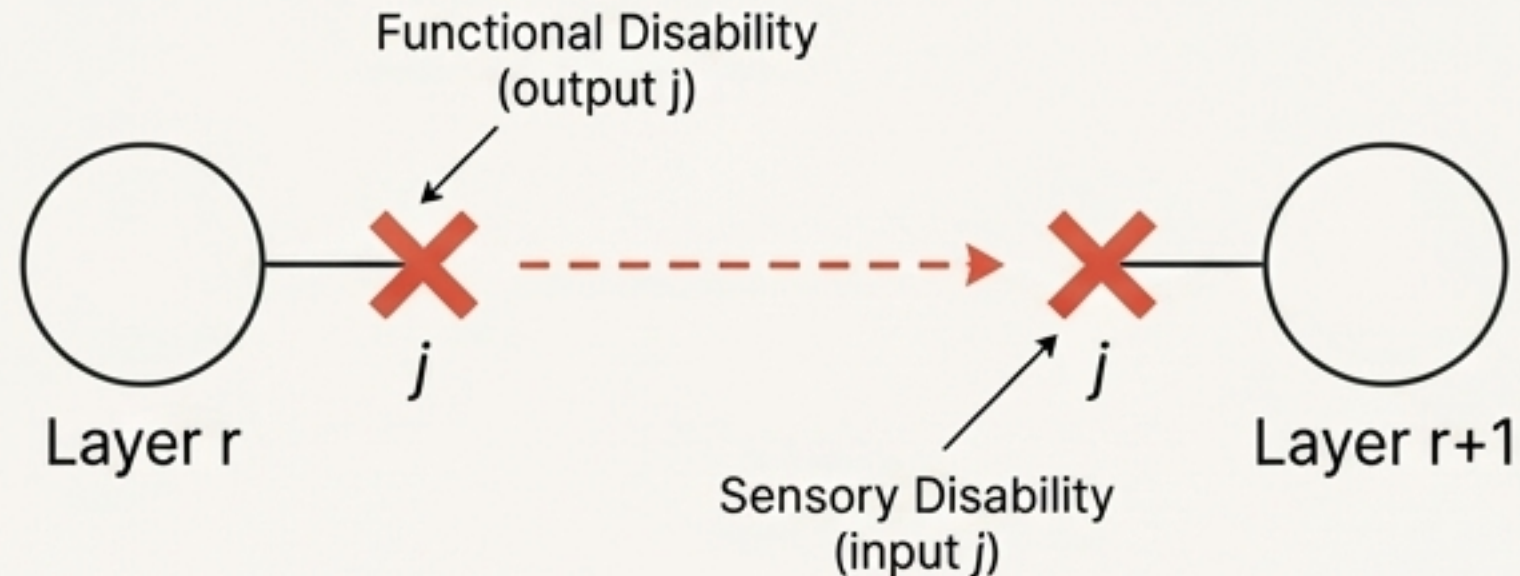 Functional Disability
(output j)
j
j
Layer r
Layer r+1
Sensory Disability
(input j)